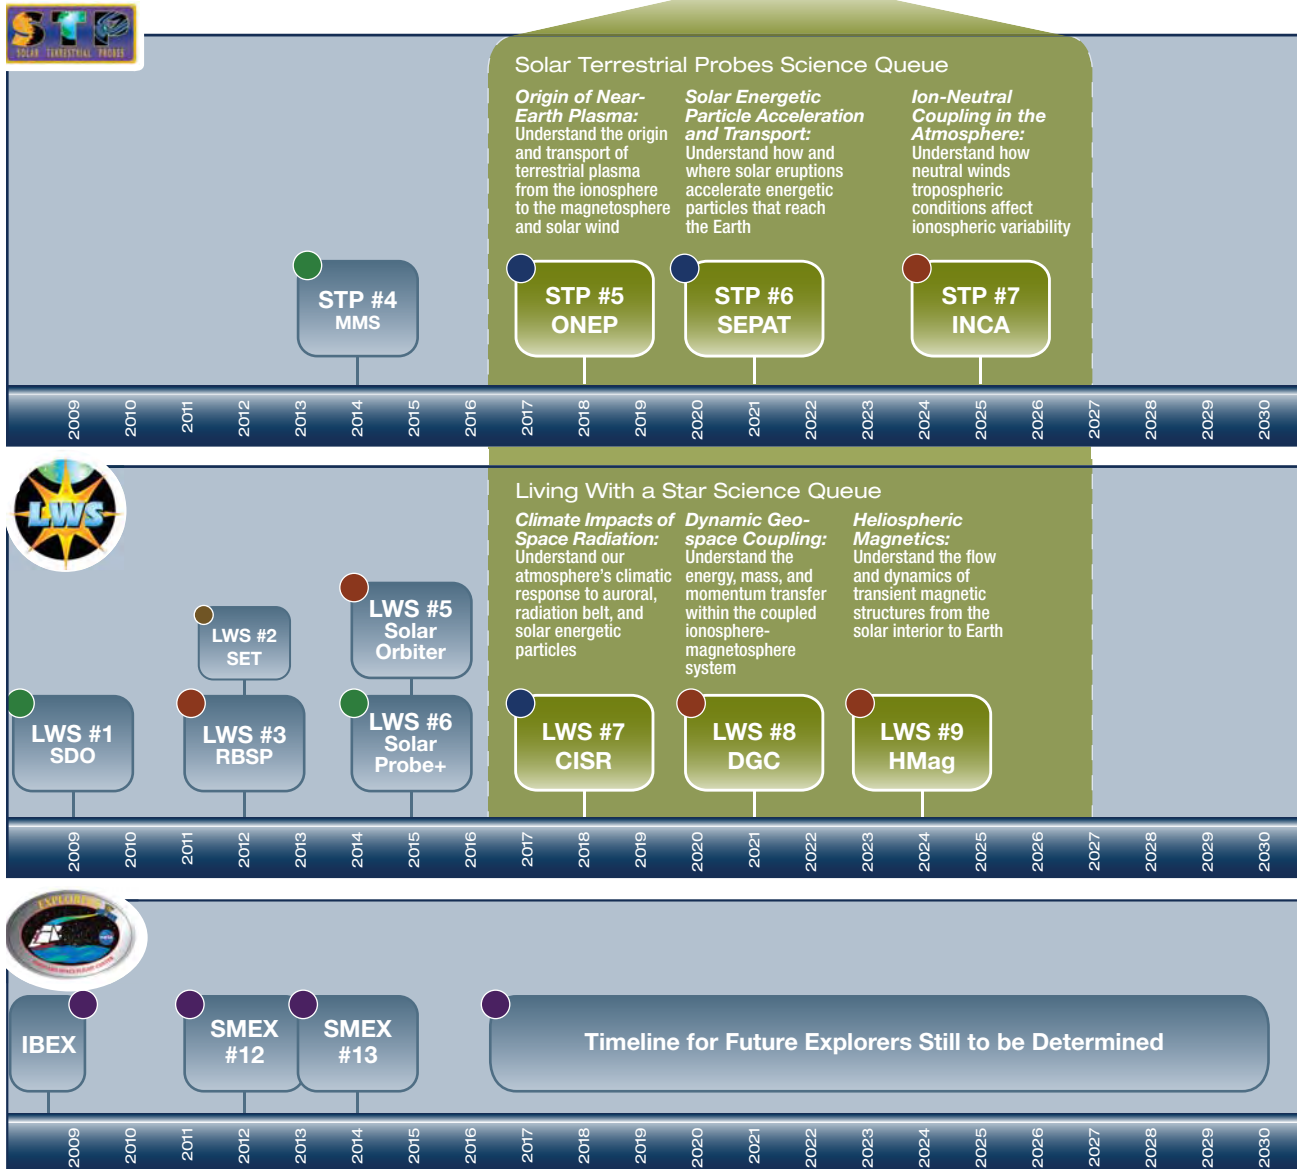 STP
SOLAR TERRESTRIAL PROBES
Solar Terrestrial Probes Science Queue
Origin of Near-
Earth Plasma:
Understand the origin
and transport of
terrestrial plasma
from the ionosphere
to the magnetosphere
and solar wind
Solar Energetic
Particle Acceleration
and Transport:
Understand how and
where solar eruptions
accelerate energetic
particles that reach
the Earth
Ion-Neutral
Coupling in the
Atmosphere:
Understand how
neutral winds
tropospheric
conditions affect
ionospheric variability
STP #4
MMS
STP #5
ONEP
STP #6
SEPAT
STP #7
INCA
2009 2010 2011 2012 2013 2014 2015 2016 2017 2018 2019 2020 2021 2022 2023 2024 2025 2026 2027 2028 2029 2030
LWS
Living With a Star Science Queue
Climate Impacts of
Space Radiation:
Understand our
atmosphere's climatic
response to auroral,
radiation belt, and
solar energetic
particles
Dynamic Geo-
space Coupling:
Understand the
energy, mass, and
momentum transfer
within the coupled
ionosphere-
magnetosphere
system
Heliospheric
Magnetics:
Understand the flow
and dynamics of
transient magnetic
structures from the
solar interior to Earth
LWS #2
SET
LWS #5
Solar
Orbiter
LWS #1
SDO
LWS #3
RBSP
LWS #6
Solar
Probe+
LWS #7
CISR
LWS #8
DGC
LWS #9
HMag
2009 2010 2011 2012 2013 2014 2015 2016 2017 2018 2019 2020 2021 2022 2023 2024 2025 2026 2027 2028 2029 2030
EXPLORERS
IBEX
SMEX
#12
SMEX
#13
Timeline for Future Explorers Still to be Determined
2009 2010 2011 2012 2013 2014 2015 2016 2017 2018 2019 2020 2021 2022 2023 2024 2025 2026 2027 2028 2029 2030